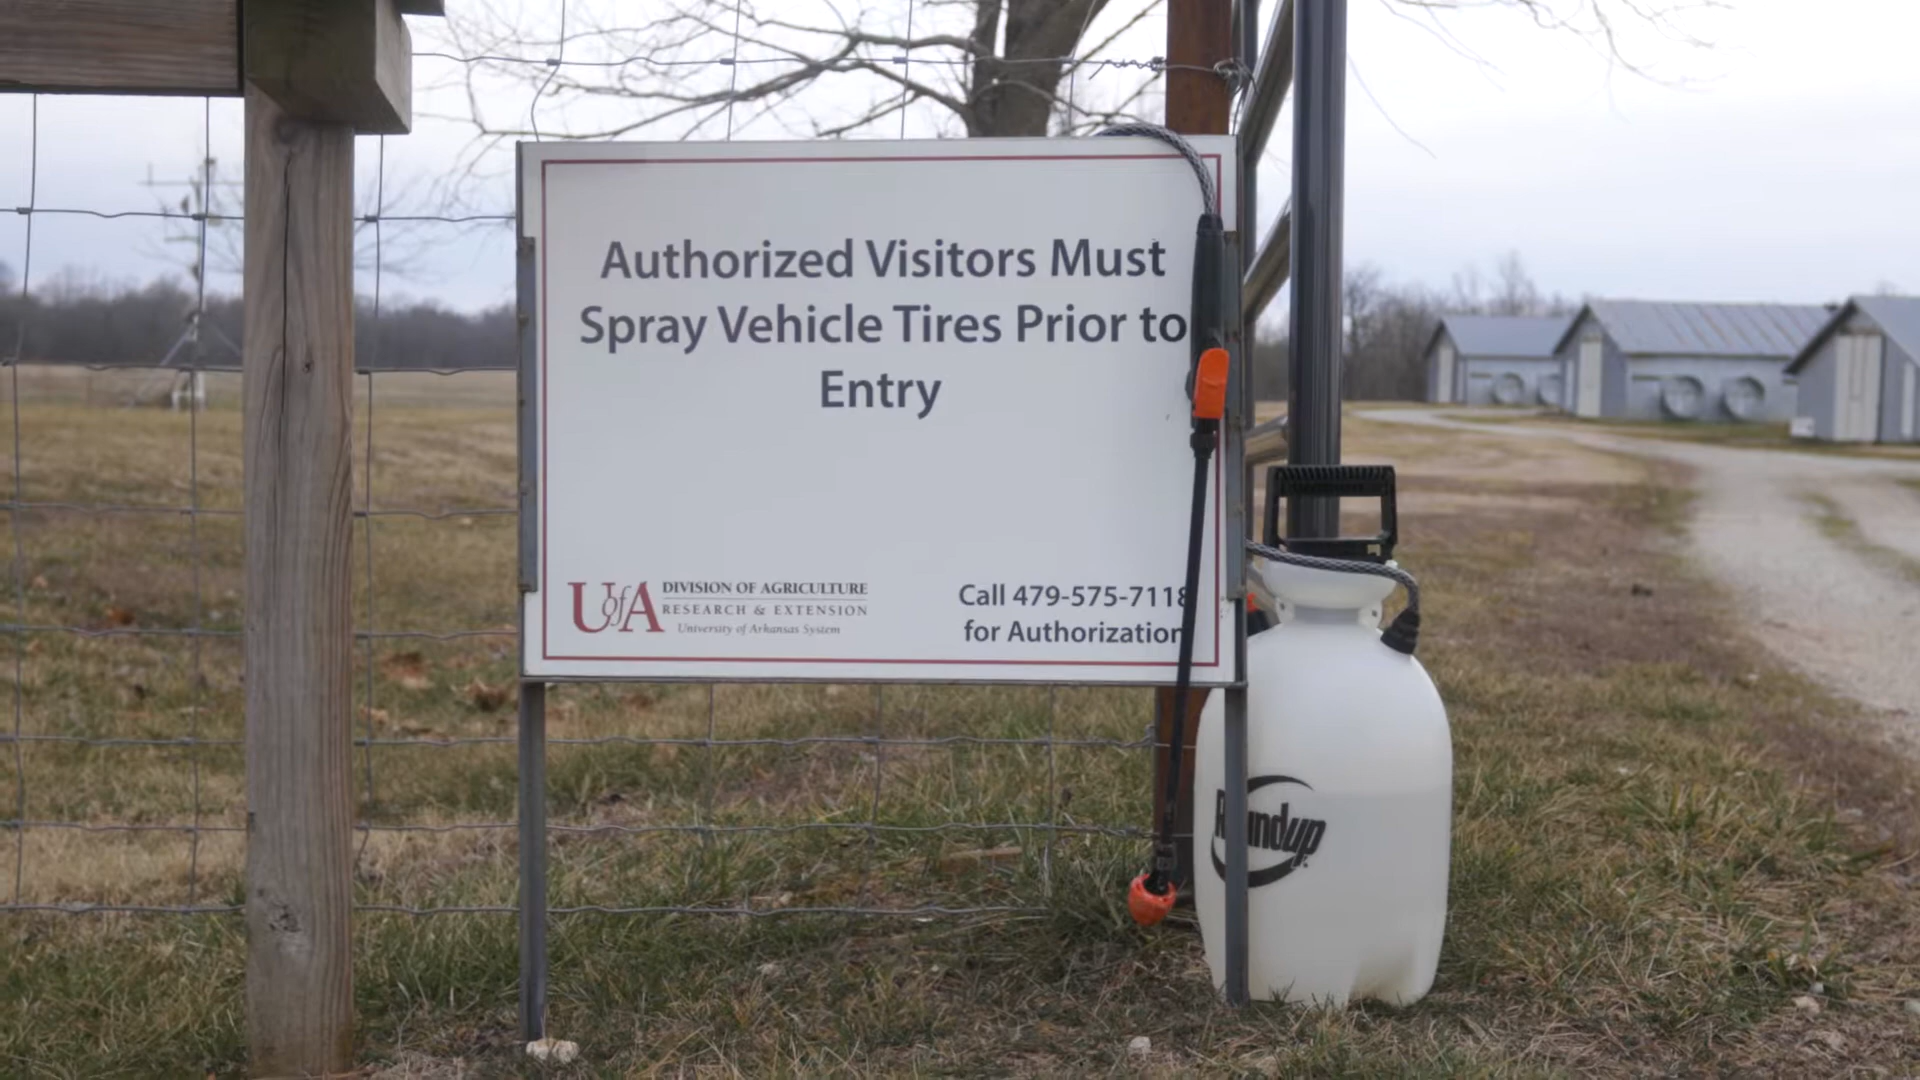 Authorized Visitors Must
Spray Vehicle Tires Prior to
Entry
UofA
DIVISION OF AGRICULTURE
RESEARCH & EXTENSION
University of Arkansas System
Call 479-575-7118
for Authorization
Roundup